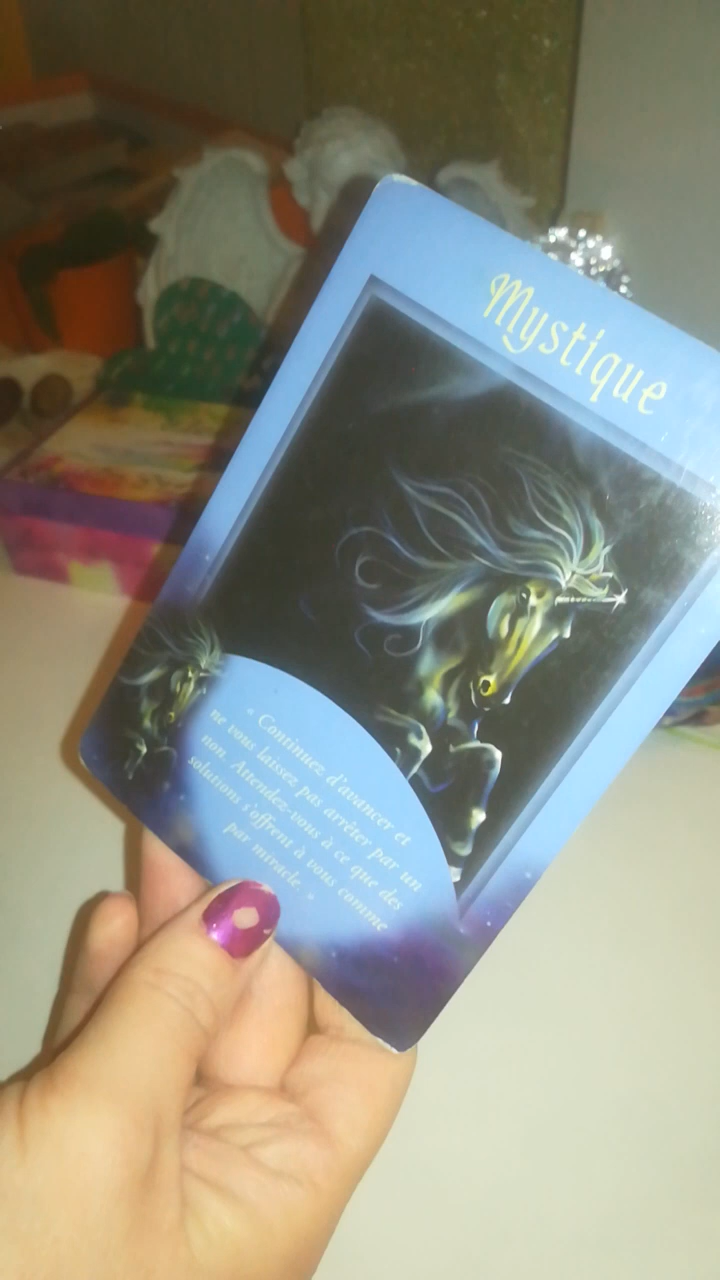 Mystique
« Continuez d'avancer et
ne vous laissez pas arrêter par un
non. Attendez-vous à ce que des
solutions s'offrent à vous comme
par miracle. »